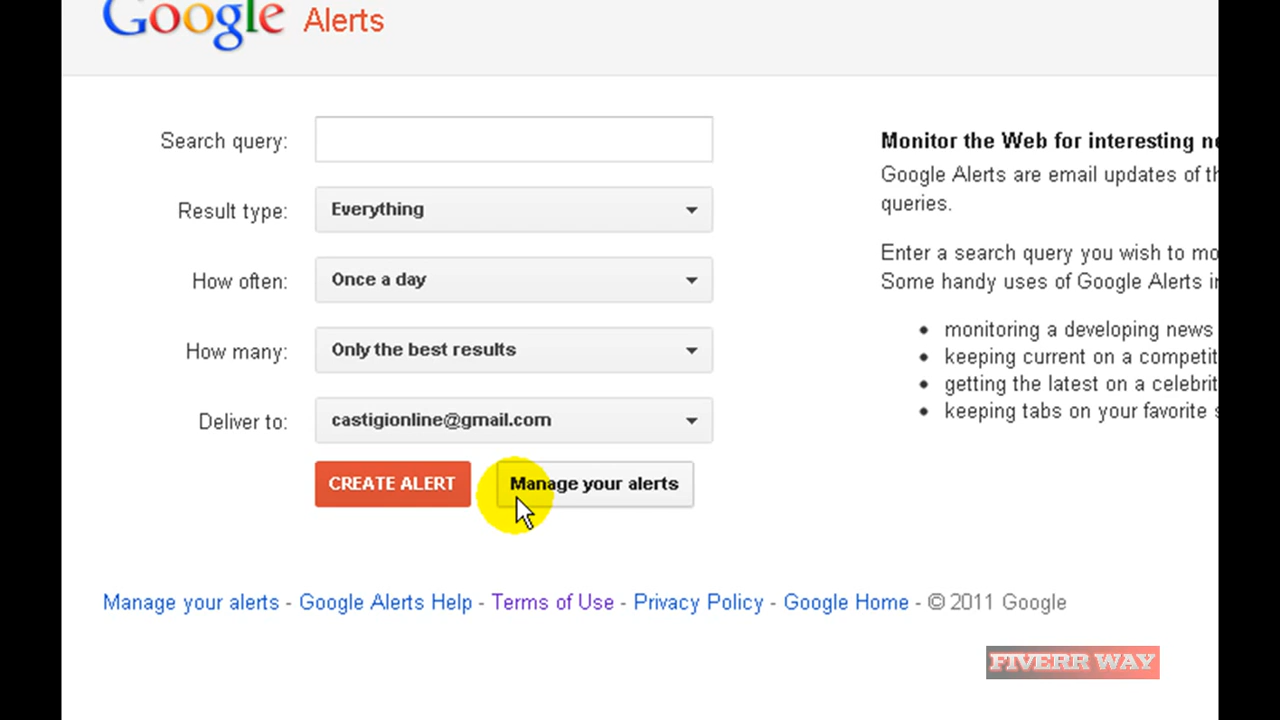 Google Alerts
Search query:
Result type: Everything
How often: Once a day
How many: Only the best results
Deliver to: castigionline@gmail.com
CREATE ALERT Manage your alerts
Monitor the Web for interesting
Google Alerts are email updates of
queries.
Enter a search query you wish to
Some handy uses of Google Alerts
monitoring a developing news
keeping current on a
getting the latest on a
keeping tabs on your favorite
Manage your alerts - Google Alerts Help - Terms of Use - Privacy Policy - Google Home - © 2011 Google
FIVERR WAY